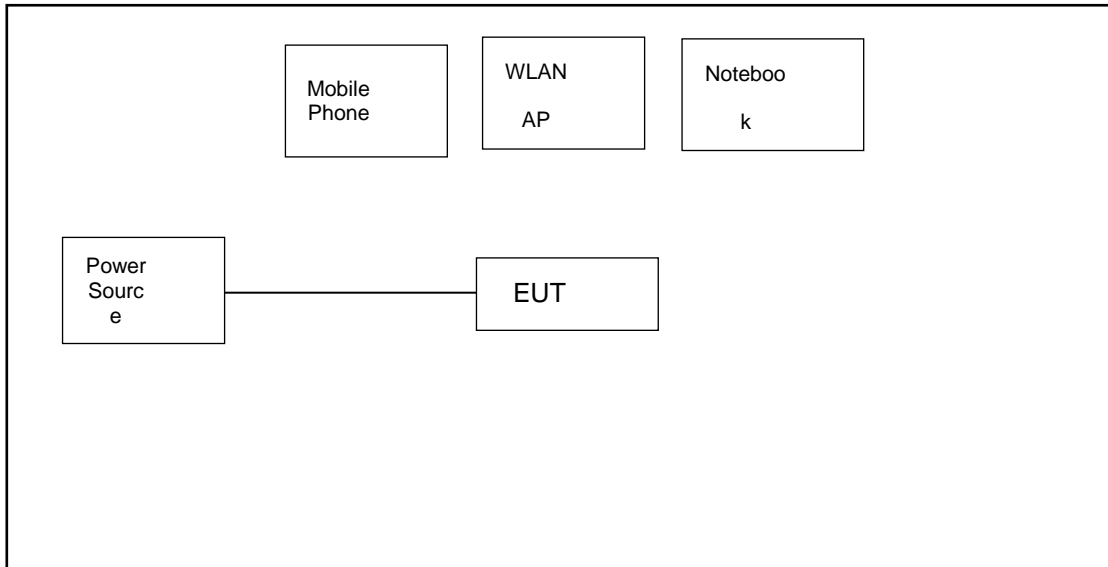 Mobile
Phone
WLAN
AP
Noteboo
k
Power
Sourc
e
EUT